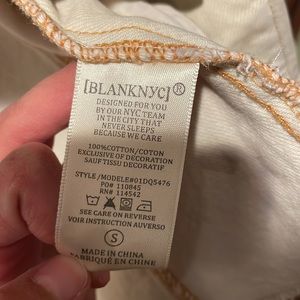 [BLANKNYC]®
DESIGNED FOR YOU
BY OUR NYC TEAM
IN THE CITY THAT
NEVER SLEEPS
BECAUSE WE CARE
100%COTTON/COTON
EXCLUSIVE OF DECORATION
SAUF TISSU DECORATIF
STYLE/MODELE#01DQ5476
PO# 110845
RN# 114542
SEE CARE ON REVERSE
VOIR INSTRUCTION AUVERSO
S
MADE IN CHINA
FABRIQUÉ EN CHINE